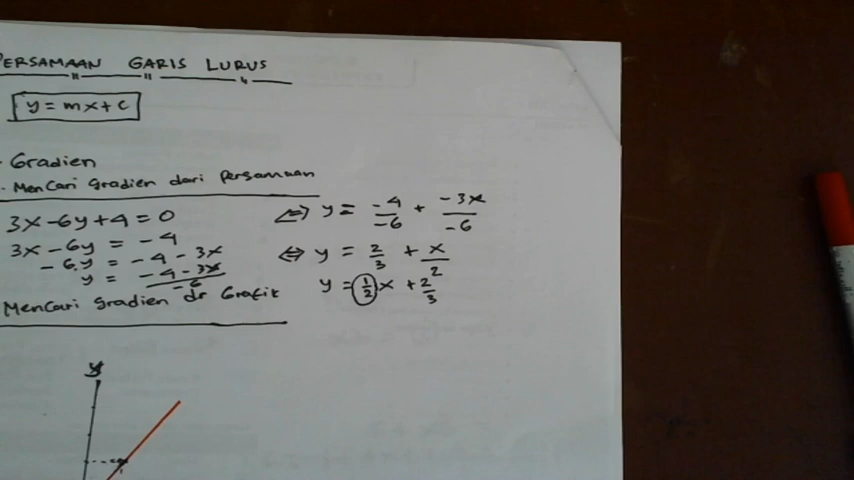 PERSAMAAN GARIS LURUS
y = mx + c
Gradien
Mencari gradien dari Persamaan
3x - 6y + 4 = 0
3x - 6y = -4
-6.y = -4 - 3x
y = -4 - 3x / -6
⇔ y = -4/-6 + -3x/-6
⇔ y = 2/3 + x/2
y = 1/2 x + 2/3
Mencari gradien dr Grafik
y